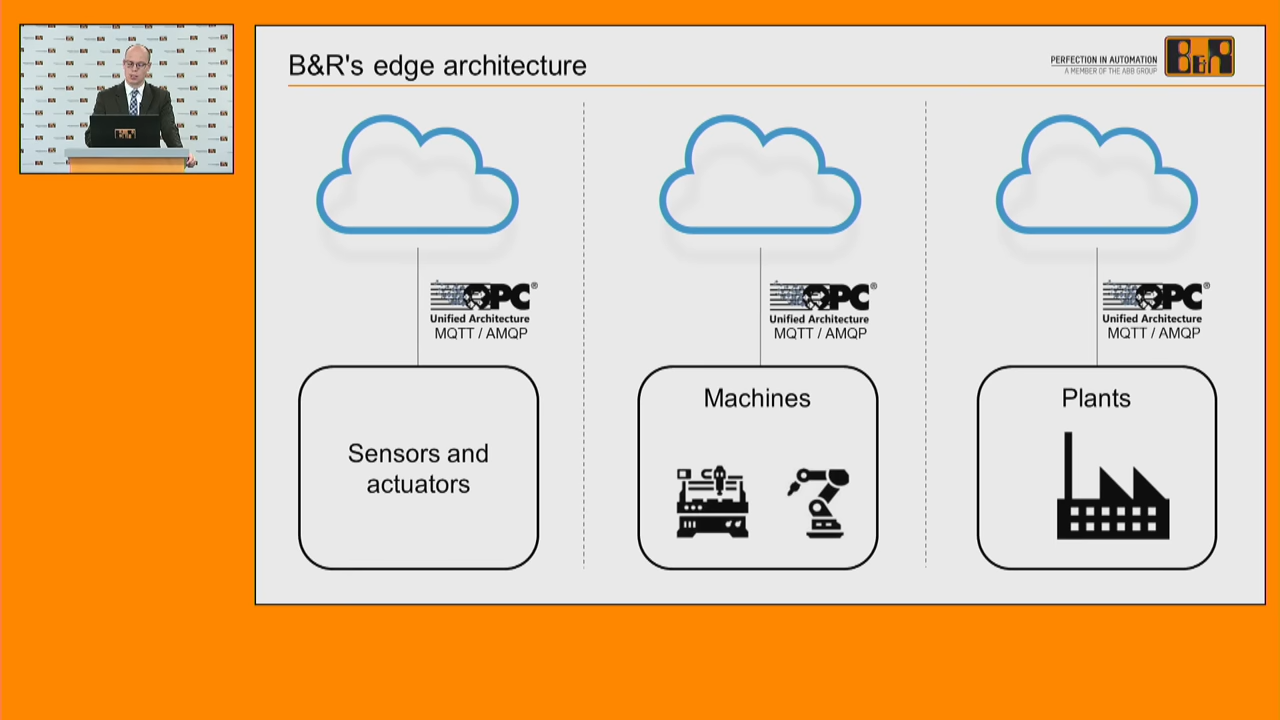 B&R's edge architecture
PERFECTION IN AUTOMATION
A MEMBER OF THE ABB GROUP
B&R
OPC®
Unified Architecture
MQTT / AMQP
OPC®
Unified Architecture
MQTT / AMQP
OPC®
Unified Architecture
MQTT / AMQP
Sensors and
actuators
Machines
Plants
B&R